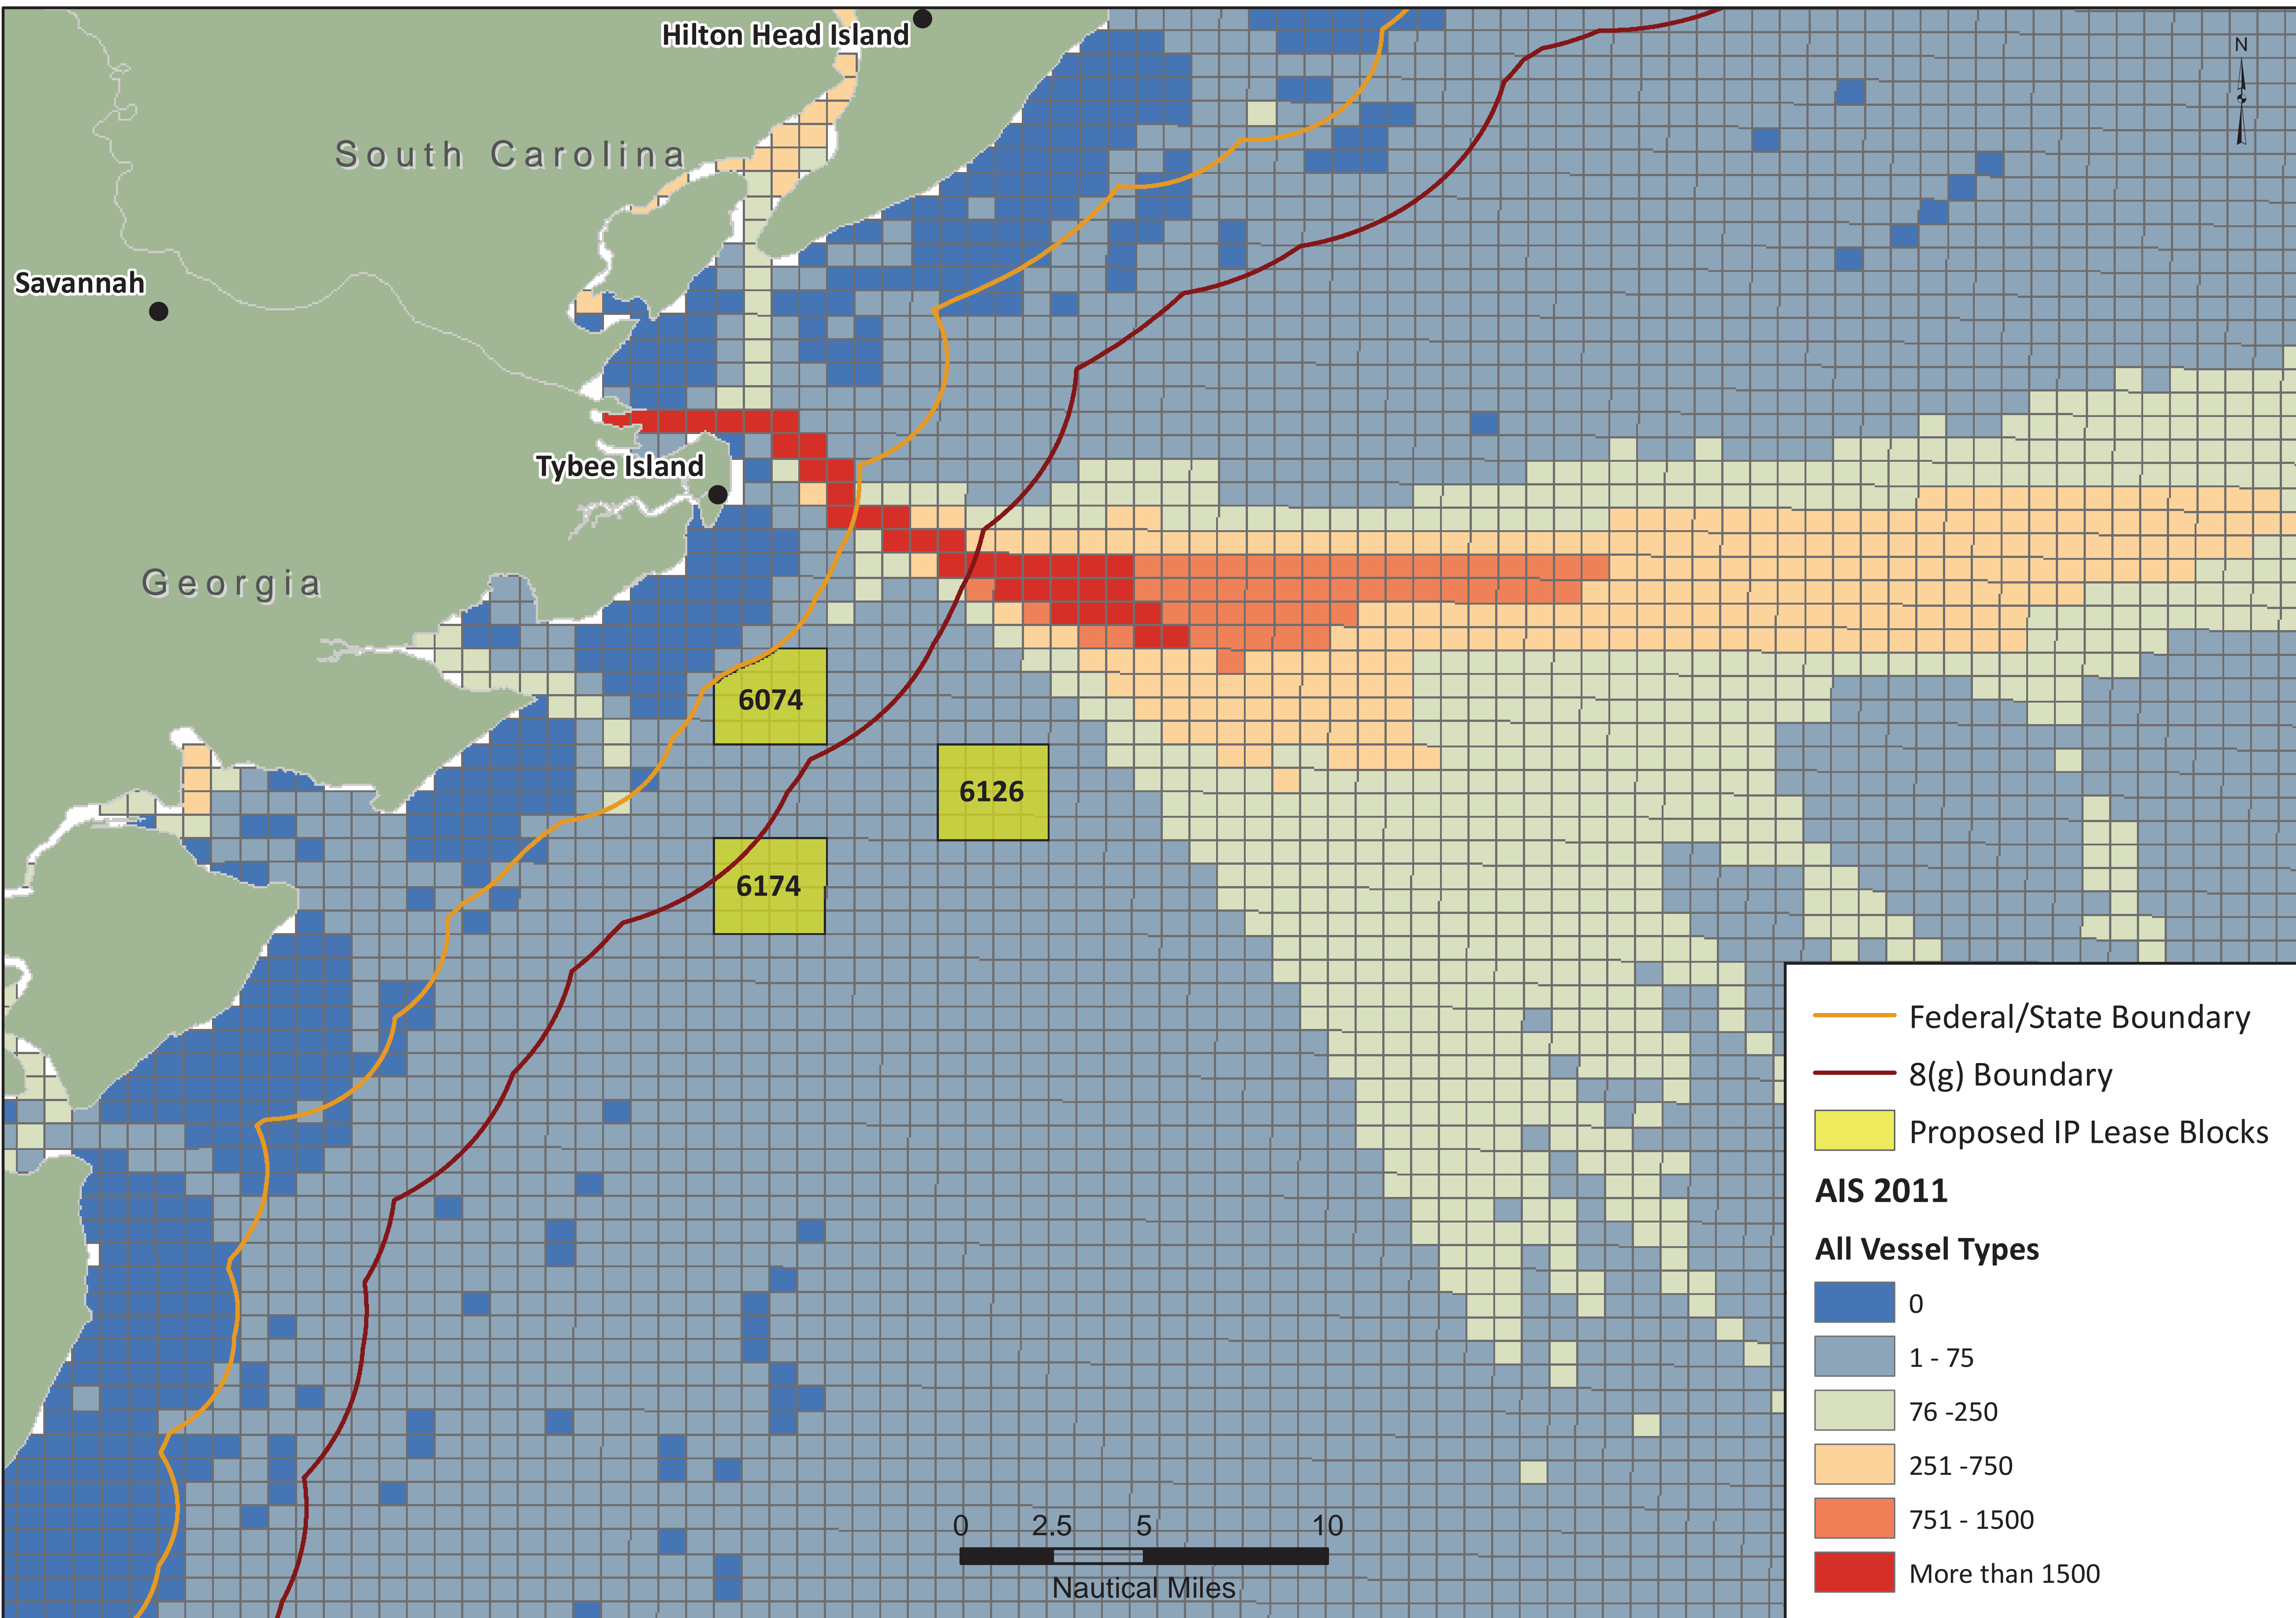 Hilton Head Island
N
South Carolina
Savannah
Tybee Island
Georgia
6074
6126
6174
Federal/State Boundary
8(g) Boundary
Proposed IP Lease Blocks
AIS 2011
All Vessel Types
0
1 - 75
76 -250
251 -750
751 - 1500
More than 1500
0 2.5 5 10
Nautical Miles